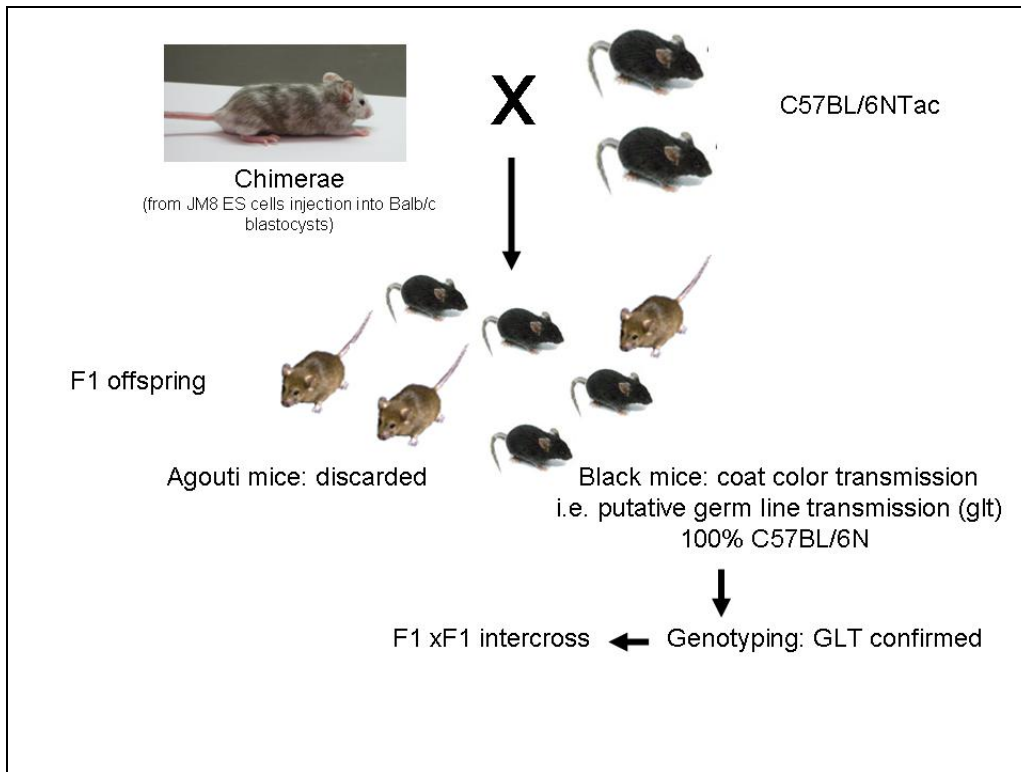 X
C57BL/6NTac
Chimerae
(from JM8 ES cells injection into Balb/c
blastocysts)
F1 offspring
Agouti mice: discarded
Black mice: coat color transmission
i.e. putative germ line transmission (glt)
100% C57BL/6N
F1 xF1 intercross
Genotyping: GLT confirmed